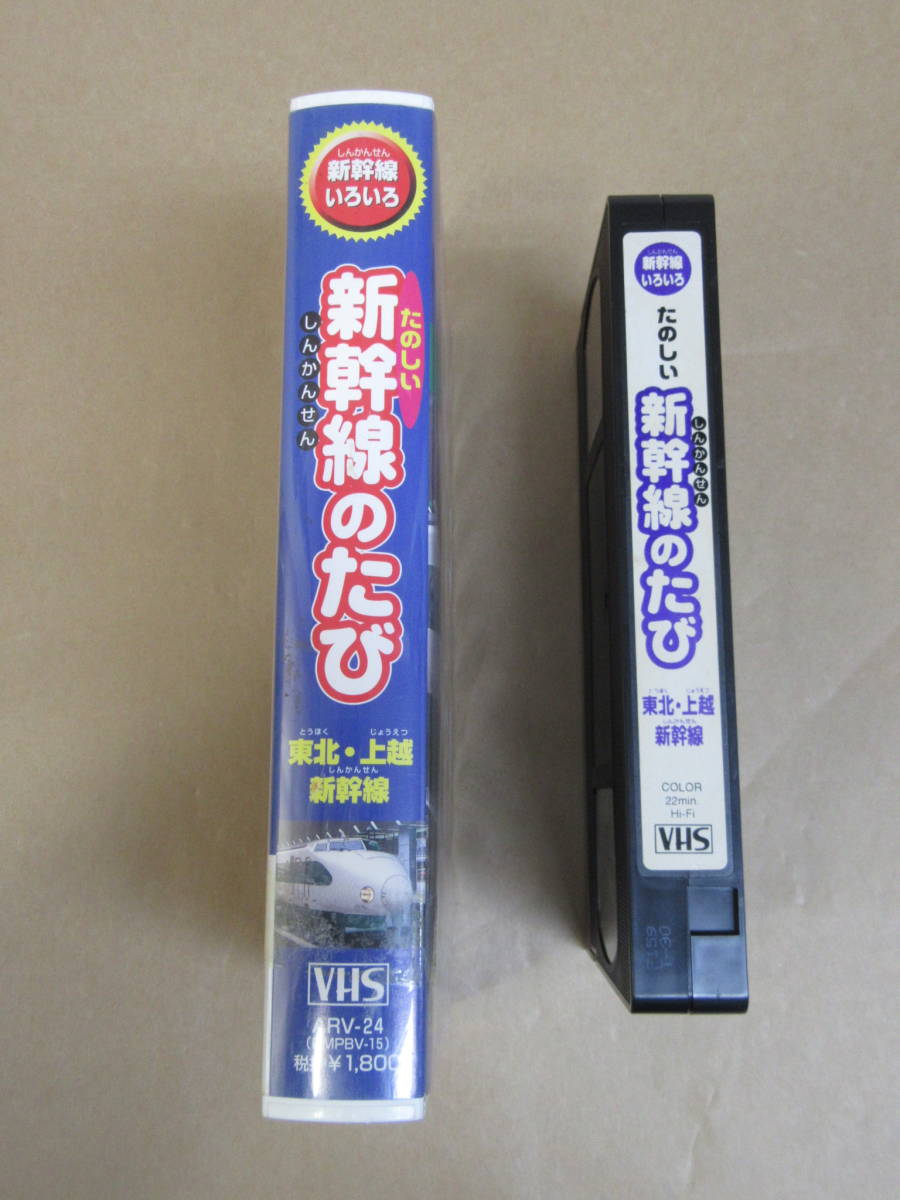 しんかんせん
新幹線
いろいろ
たのしい
新幹線のたび
しんかんせん
とうほく じょうえつ
東北・上越
しんかんせん
新幹線
VHS
ARV-24
¥1,800
しんかんせん
新幹線
いろいろ
たのしい
新幹線のたび
しんかんせん
とうほく じょうえつ
東北・上越
しんかんせん
新幹線
COLOR
22min.
Hi-Fi
VHS